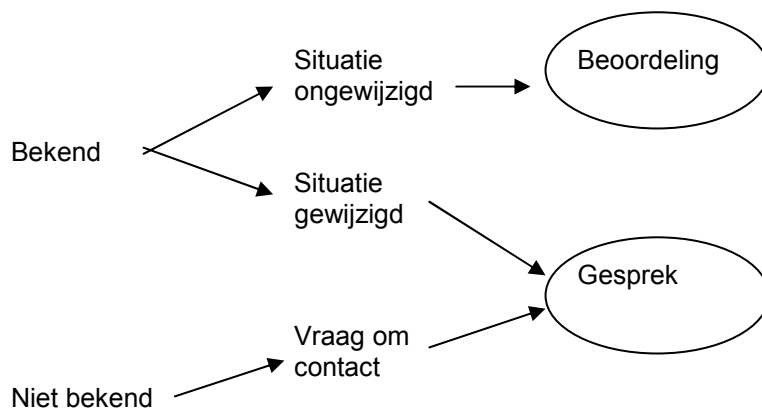 Situatie
ongewijzigd
Beoordeling
Bekend
Situatie
gewijzigd
Gesprek
Vraag om
contact
Niet bekend